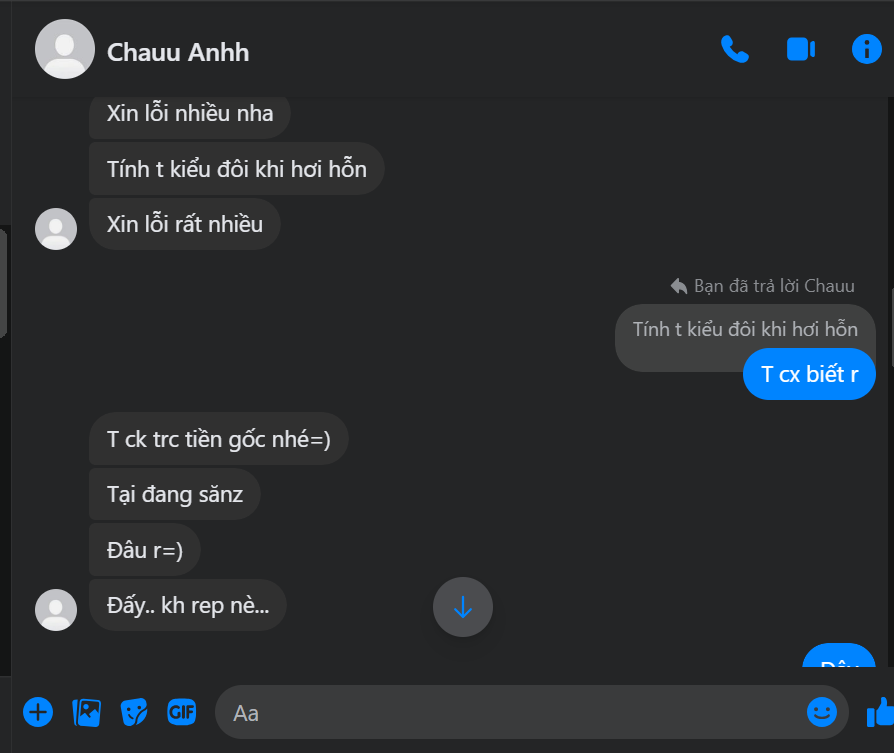 Chauu Anhh
Xin lỗi nhiều nha
Tính t kiểu đôi khi hơi hỗn
Xin lỗi rất nhiều
Bạn đã trả lời Chauu
Tính t kiểu đôi khi hơi hỗn
T cx biết r
T ck trc tiền gốc nhé=)
Tại đang sănz
Đâu r=)
Đấy.. kh rep nè...
GIF
Aa